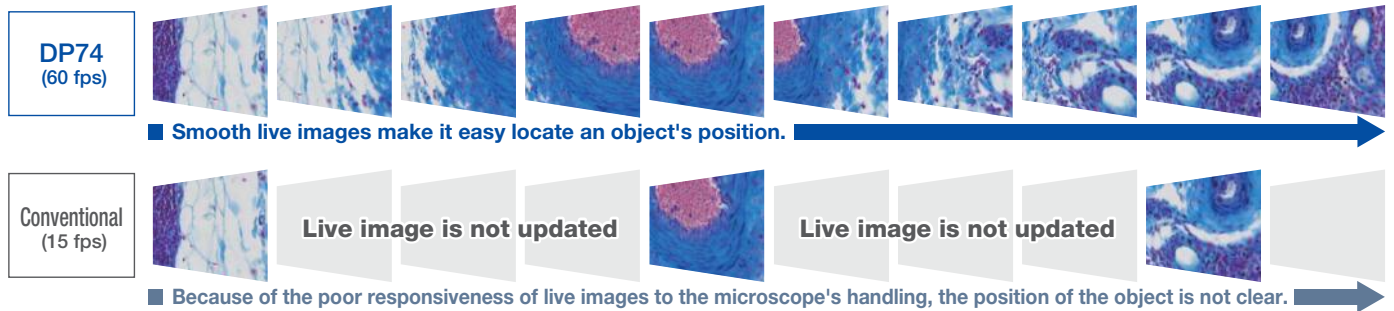 DP74
(60 fps)
■ Smooth live images make it easy locate an object's position.
Conventional
(15 fps)
Live image is not updated
Live image is not updated
■ Because of the poor responsiveness of live images to the microscope's handling, the position of the object is not clear.